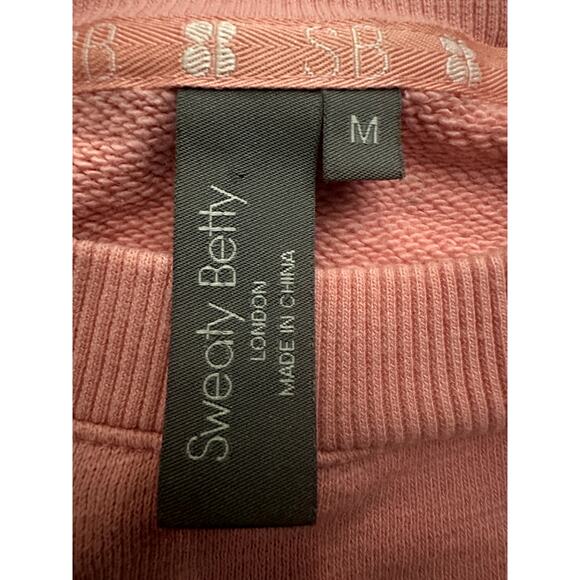 SB SB
M
Sweaty Betty
LONDON
MADE IN CHINA